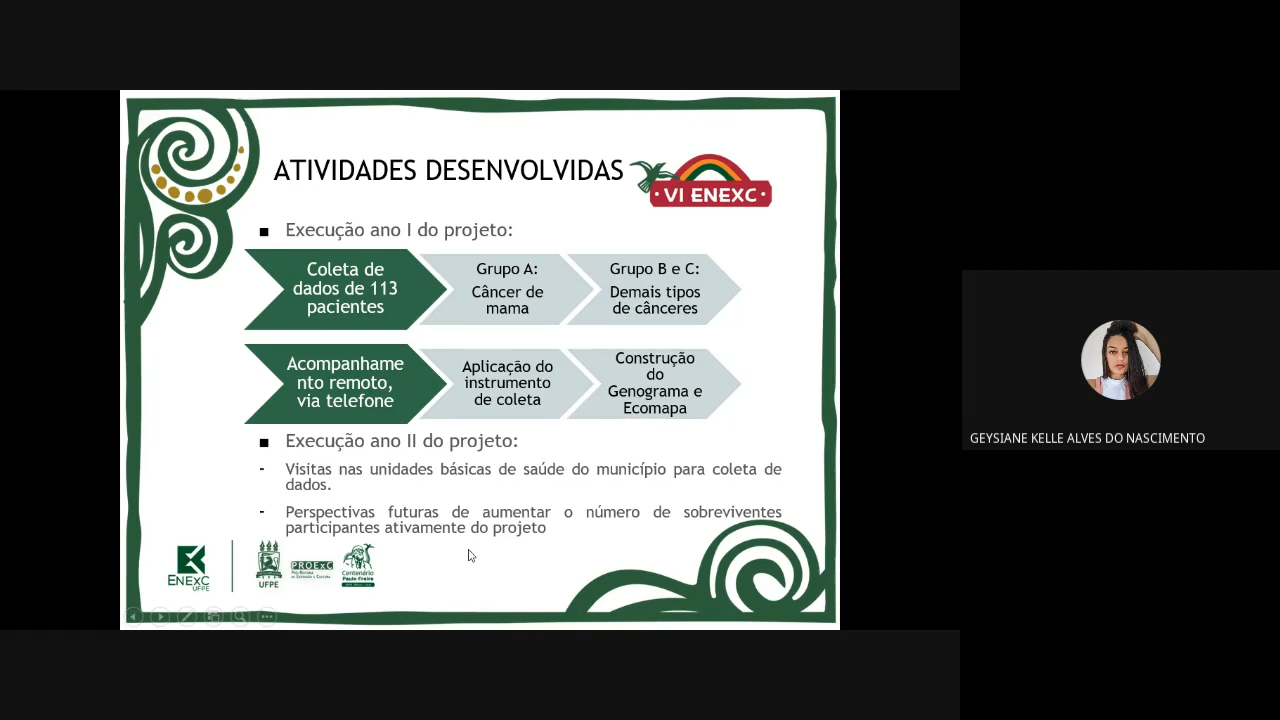 ATIVIDADES DESENVOLVIDAS
VI ENEXC
Execução ano I do projeto:
Coleta de
dados de 113
pacientes
Grupo A:
Câncer de
mama
Grupo B e C:
Demais tipos
de cânceres
Acompanhame
nto remoto,
via telefone
Aplicação do
instrumento
de coleta
Construção
do
Genograma e
Ecomapa
Execução ano II do projeto:
- Visitas nas unidades básicas de saúde do município para coleta de
dados.
- Perspectivas futuras de aumentar o número de sobreviventes
participantes ativamente do projeto
ENEXC
UFPE
UFPE
PROExC
Centenário
Paulo Freire
GEYSIANE KELLE ALVES DO NASCIMENTO